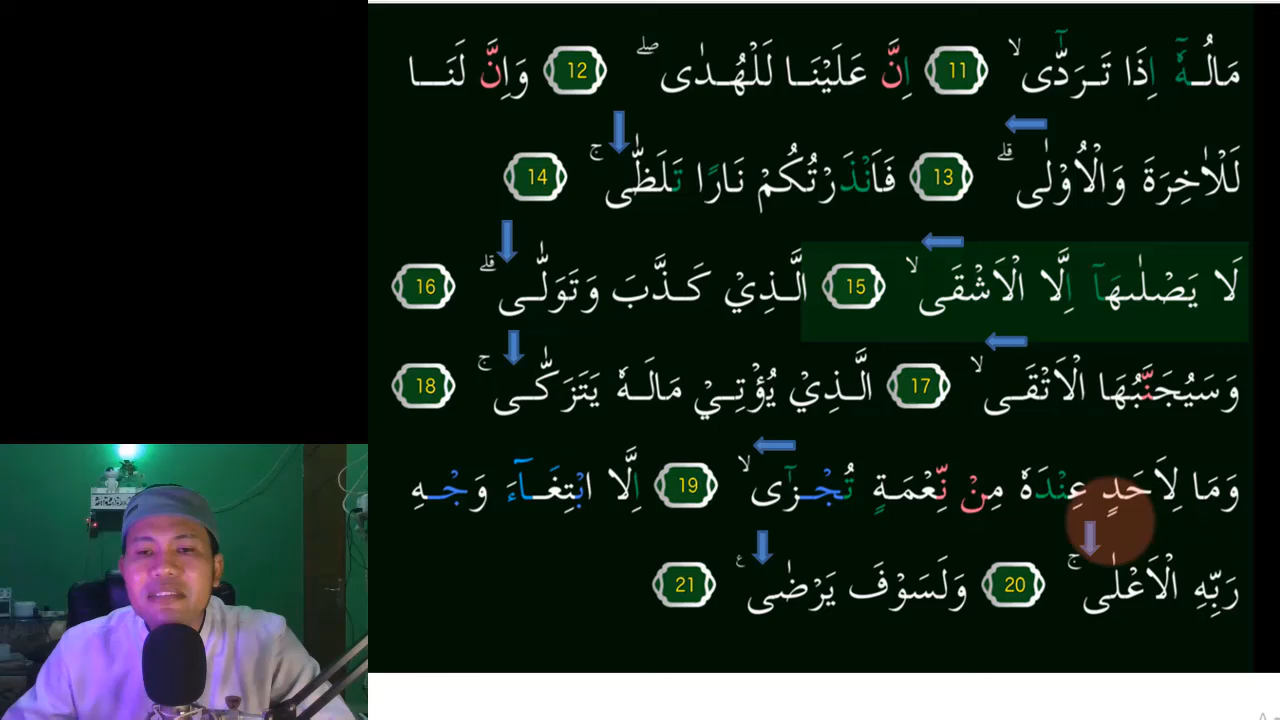 مَالُهٗٓ اِذَا تَرَدّٰىٓۙ 11 اِنَّ عَلَيْنَا لَلْهُدٰىۖ 12 وَاِنَّ لَنَا
لَلْاٰخِرَةَ وَالْاُوْلٰىۗ 13 فَاَنْذَرْتُكُمْ نَارًا تَلَظّٰىۚ 14
لَا يَصْلٰىهَآ اِلَّا الْاَشْقَىۙ 15 الَّذِيْ كَذَّبَ وَتَوَلّٰىۗ 16
وَسَيُجَنَّبُهَا الْاَتْقَىۙ 17 الَّذِيْ يُؤْتِيْ مَالَهٗ يَتَزَكّٰىۚ 18
وَمَا لِاَحَدٍ عِنْدَهٗ مِنْ نِّعْمَةٍ تُجْزٰىٓۙ 19 اِلَّا ابْتِغَاۤءَ وَجْهِ
رَبِّهِ الْاَعْلٰىۚ 20 وَلَسَوْفَ يَرْضٰى ع 21